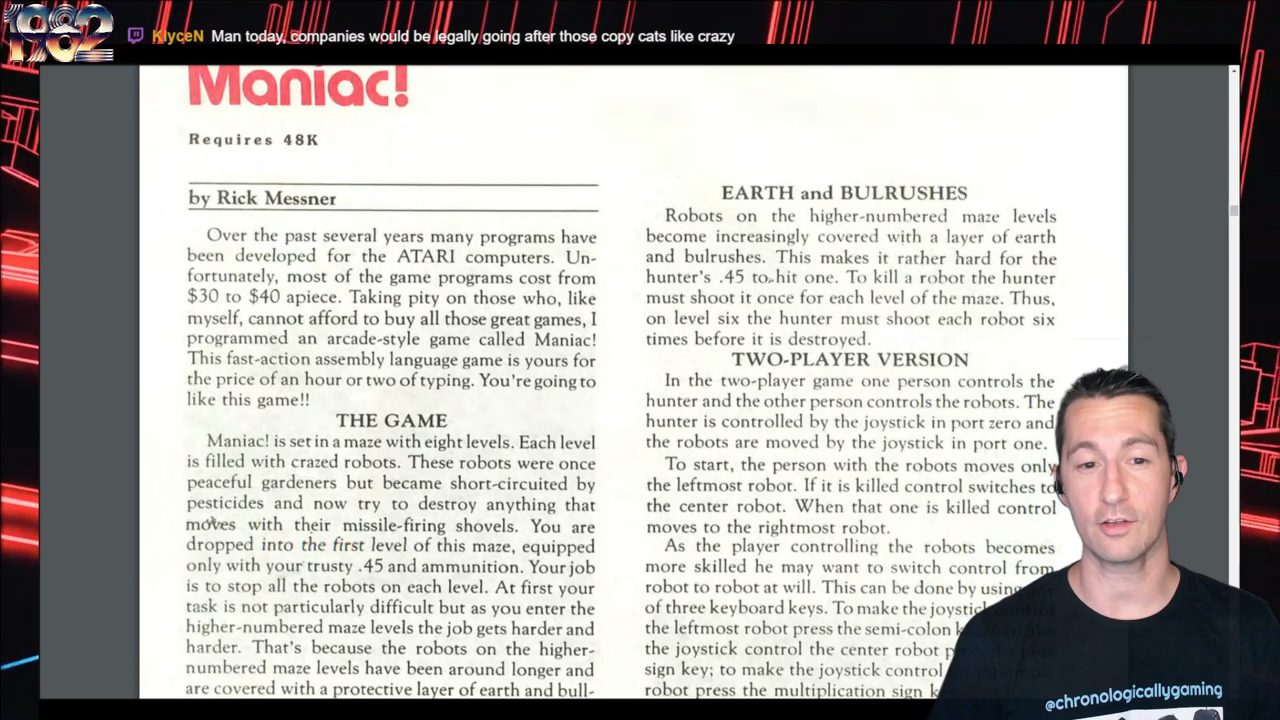 1982
KlyceN Man today, companies would be legally going after those copy cats like crazy
Maniac!
Requires 48K
by Rick Messner
Over the past several years many programs have
been developed for the ATARI computers. Un-
fortunately, most of the game programs cost from
$30 to $40 apiece. Taking pity on those who, like
myself, cannot afford to buy all those great games, I
programmed an arcade-style game called Maniac!
This fast-action assembly language game is yours for
the price of an hour or two of typing. You're going to
like this game!!
THE GAME
Maniac! is set in a maze with eight levels. Each level
is filled with crazed robots. These robots were once
peaceful gardeners but became short-circuited by
pesticides and now try to destroy anything that
moves with their missile-firing shovels. You are
dropped into the first level of this maze, equipped
only with your trusty .45 and ammunition. Your job
is to stop all the robots on each level. At first your
task is not particularly difficult but as you enter the
higher-numbered maze levels the job gets harder and
harder. That's because the robots on the higher-
numbered maze levels have been around longer and
are covered with a protective layer of earth and bull-
EARTH and BULRUSHES
Robots on the higher-numbered maze levels
become increasingly covered with a layer of earth
and bulrushes. This makes it rather hard for the
hunter's .45 to hit one. To kill a robot the hunter
must shoot it once for each level of the maze. Thus,
on level six the hunter must shoot each robot six
times before it is destroyed.
TWO-PLAYER VERSION
In the two-player game one person controls the
hunter and the other person controls the robots. The
hunter is controlled by the joystick in port zero and
the robots are moved by the joystick in port one.
To start, the person with the robots moves only
the leftmost robot. If it is killed control switches to
the center robot. When that one is killed control
moves to the rightmost robot.
As the player controlling the robots becomes
more skilled he may want to switch control from
robot to robot at will. This can be done by using one
of three keyboard keys. To make the joystick control
the leftmost robot press the semi-colon
the joystick control the center robot
sign key; to make the joystick control
robot press the multiplication sign
@chronologicallygaming